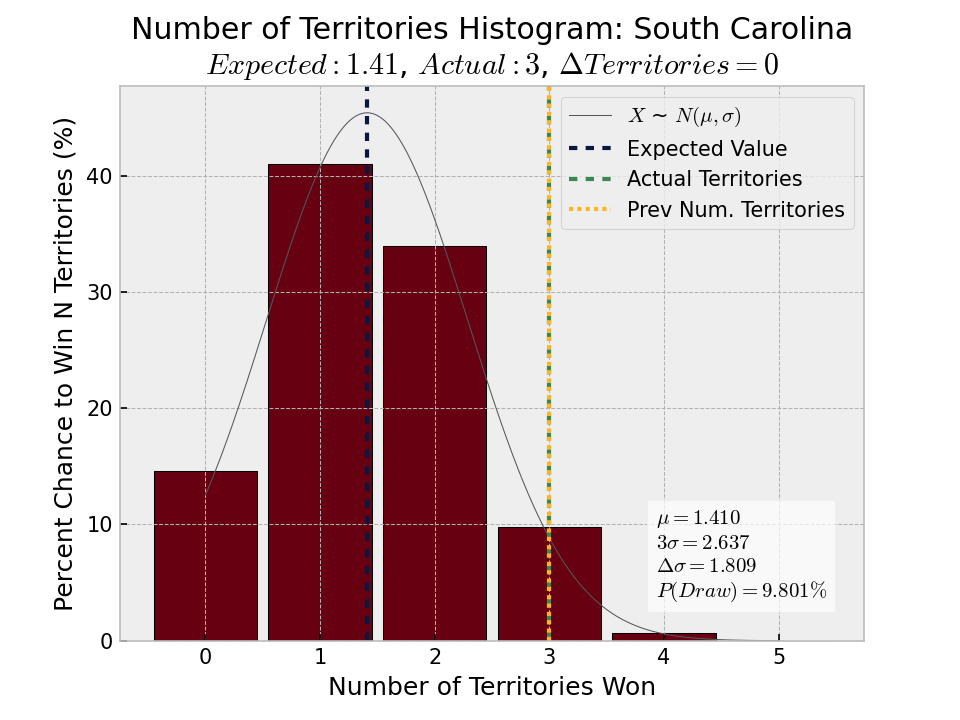 Number of Territories Histogram: South Carolina
Expected : 1.41, Actual : 3, ΔTerritories = 0
Percent Chance to Win N Territories (%)
40
30
20
10
0
X ~ N(μ, σ)
Expected Value
Actual Territories
Prev Num. Territories
μ = 1.410
3σ = 2.637
Δσ = 1.809
P(Draw) = 9.801%
0 1 2 3 4 5
Number of Territories Won